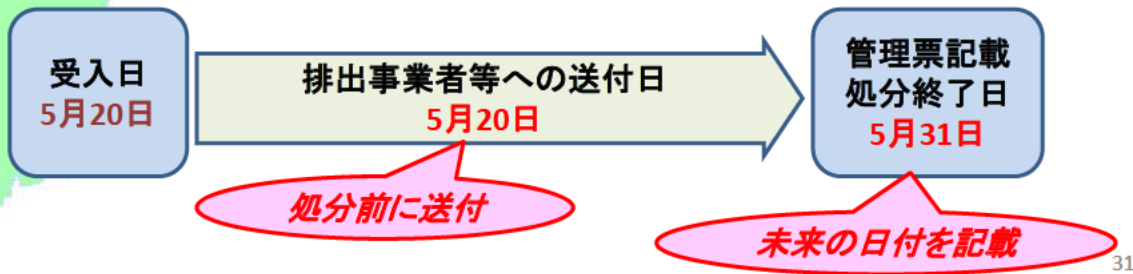 受入日
5月20日
排出事業者等への送付日
5月20日
管理票記載
処分終了日
5月31日
処分前に送付
未来の日付を記載
31